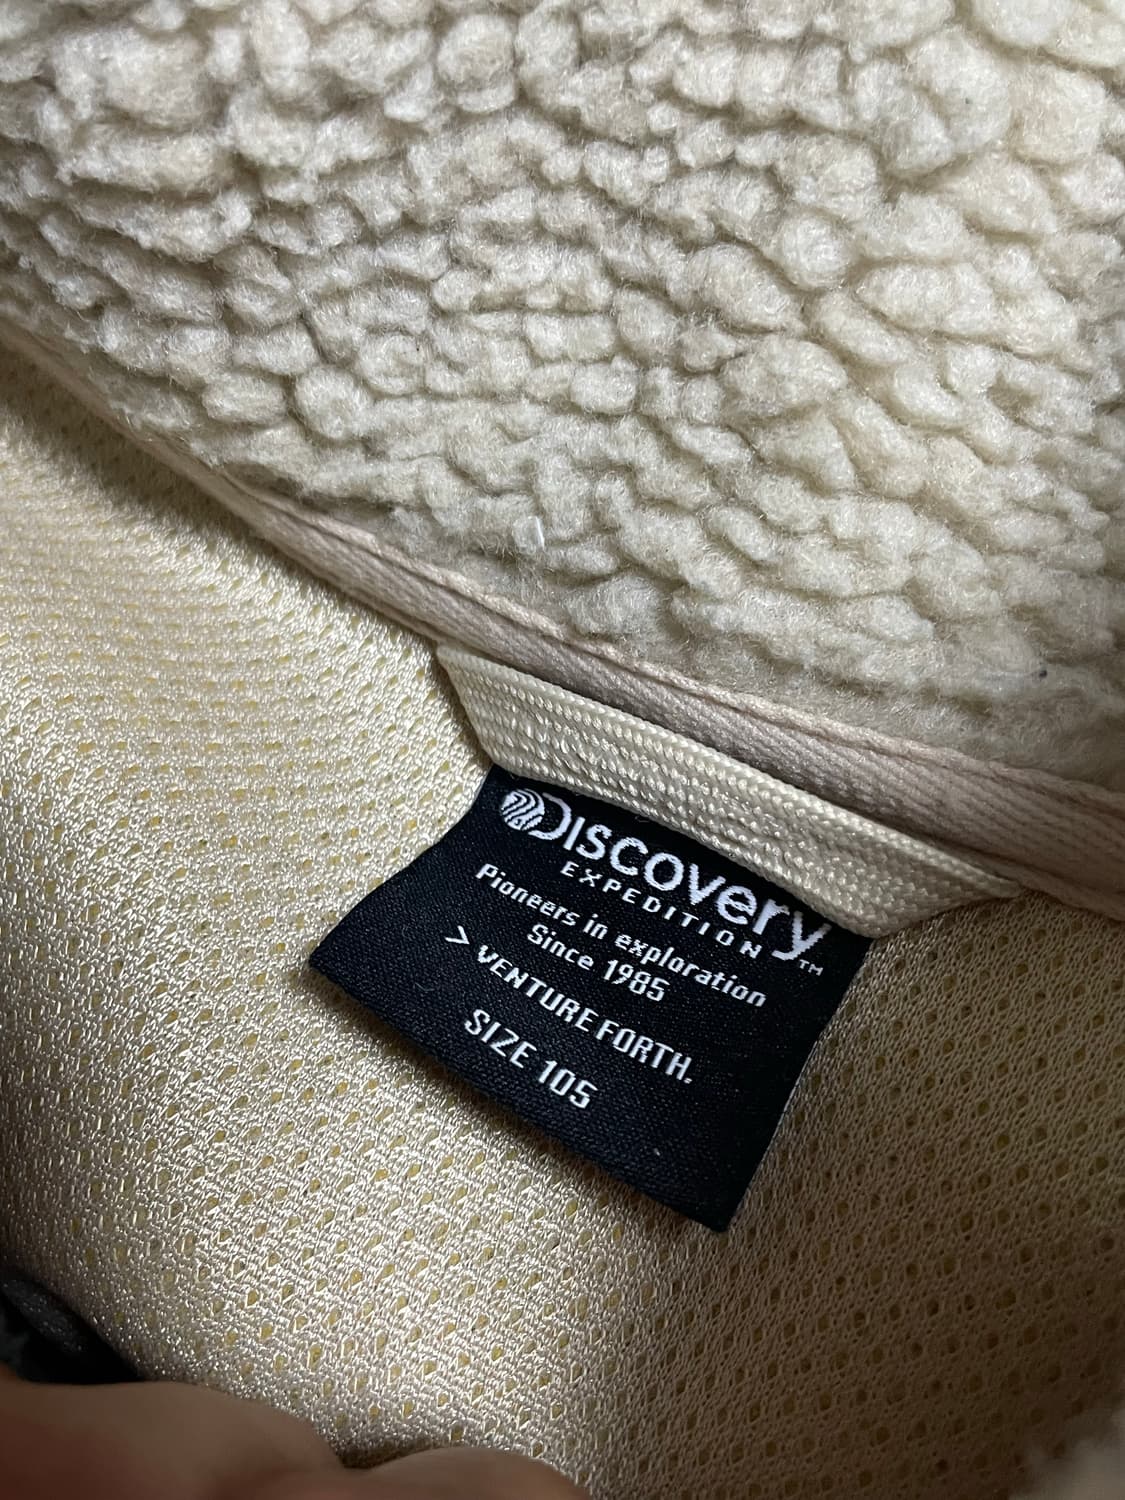 DISCOVERY
EXPEDITION TM
Pioneers in exploration
Since 1985
> VENTURE FORTH.
SIZE 105